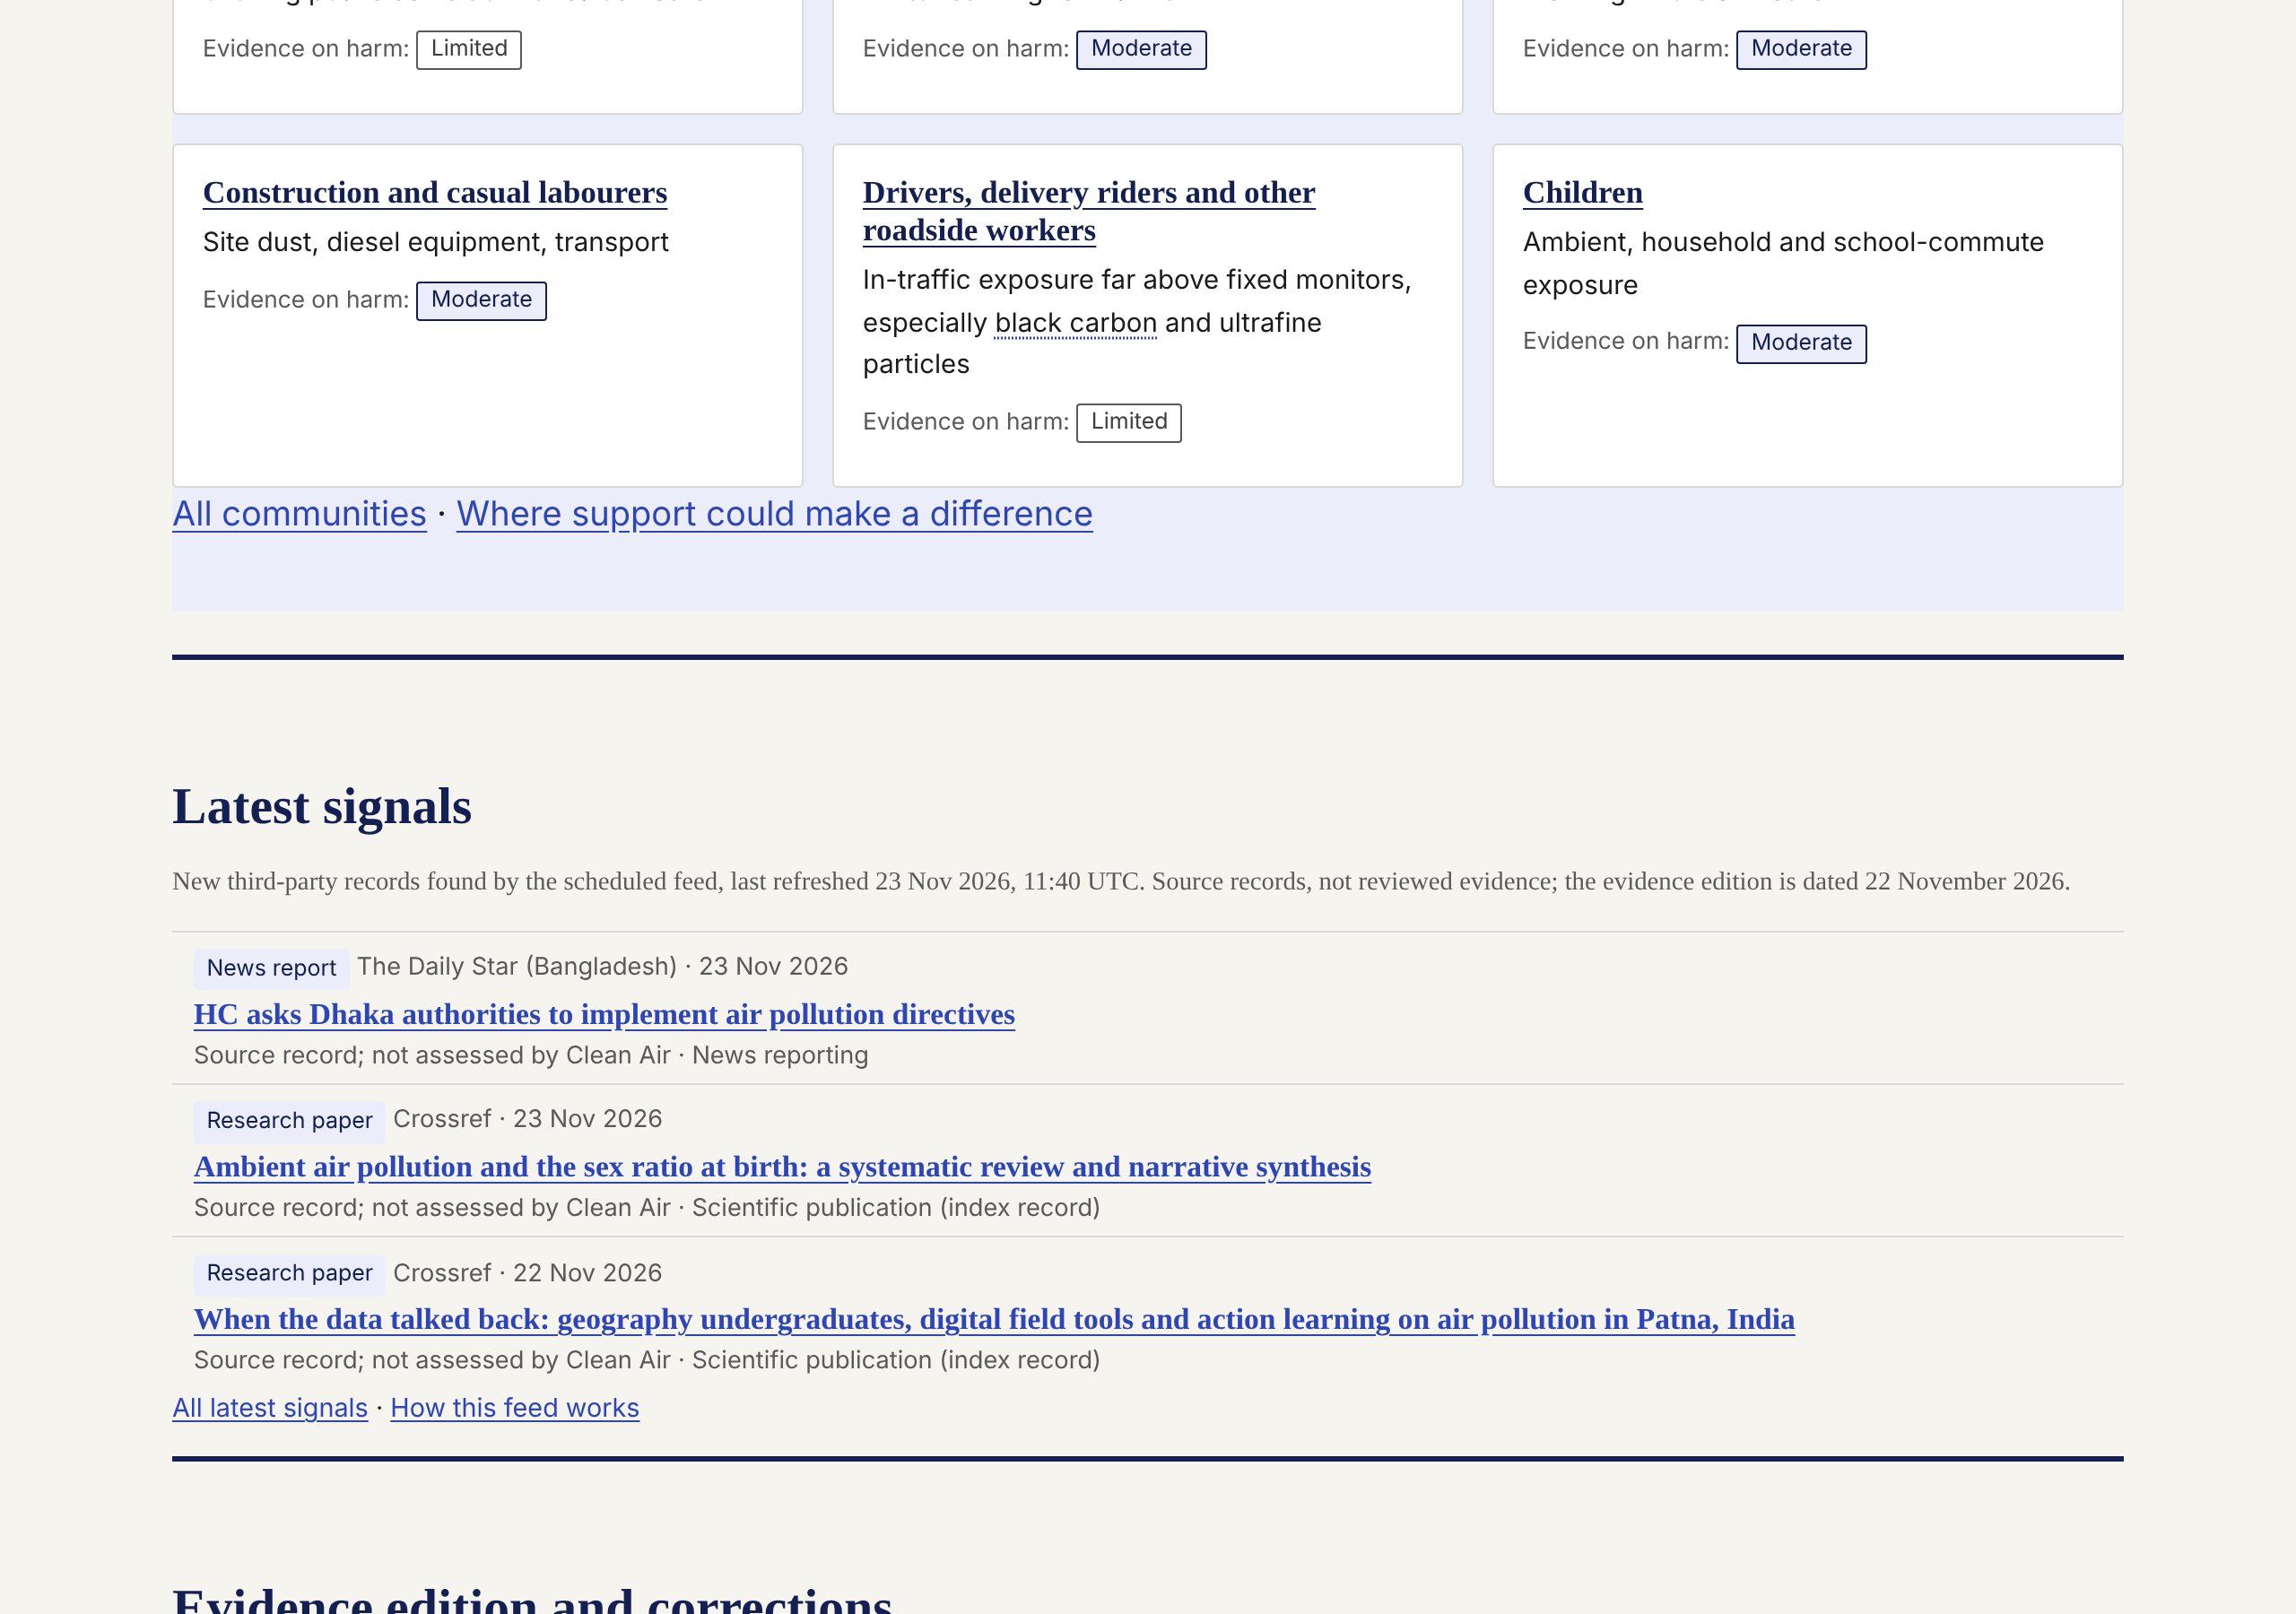 Evidence on harm: Limited
Evidence on harm: Moderate
Evidence on harm: Moderate
Construction and casual labourers
Site dust, diesel equipment, transport
Evidence on harm: Moderate
Drivers, delivery riders and other
roadside workers
In-traffic exposure far above fixed monitors,
especially black carbon and ultrafine
particles
Evidence on harm: Limited
Children
Ambient, household and school-commute
exposure
Evidence on harm: Moderate
All communities · Where support could make a difference
Latest signals
New third-party records found by the scheduled feed, last refreshed 23 Nov 2026, 11:40 UTC. Source records, not reviewed evidence; the evidence edition is dated 22 November 2026.
News report The Daily Star (Bangladesh) · 23 Nov 2026
HC asks Dhaka authorities to implement air pollution directives
Source record; not assessed by Clean Air · News reporting
Research paper Crossref · 23 Nov 2026
Ambient air pollution and the sex ratio at birth: a systematic review and narrative synthesis
Source record; not assessed by Clean Air · Scientific publication (index record)
Research paper Crossref · 22 Nov 2026
When the data talked back: geography undergraduates, digital field tools and action learning on air pollution in Patna, India
Source record; not assessed by Clean Air · Scientific publication (index record)
All latest signals · How this feed works
Evidence edition and corrections